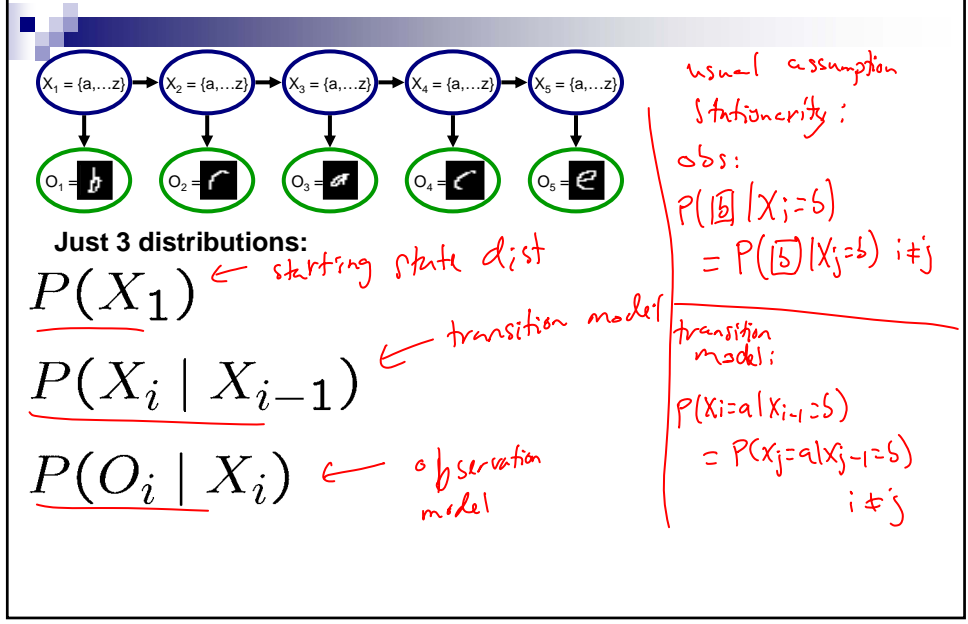 X₁ = {a,…z} X₂ = {a,…z} X₃ = {a,…z} X₄ = {a,…z} X₅ = {a,…z}
O₁ = b O₂ = r O₃ = a O₄ = c O₅ = e
Just 3 distributions:
P(X₁) ← starting state dist
P(Xᵢ | Xᵢ₋₁) ← transition model
P(Oᵢ | Xᵢ) ← observation
model
usual assumption
Stationarity:
obs:
P(b | Xᵢ=b)
= P(b | Xⱼ=b) i≠j
transition
model:
P(Xᵢ=a|Xᵢ₋₁=b)
= P(Xⱼ=a|Xⱼ₋₁=b)
i≠j